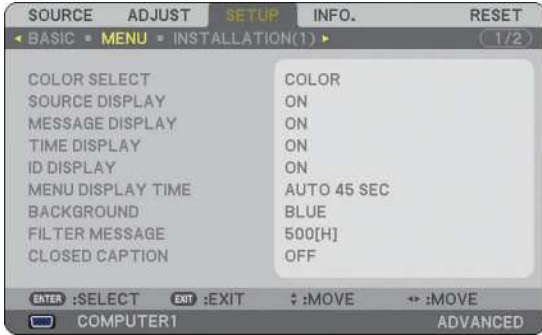 SOURCE ADJUST SETUP INFO. RESET
BASIC • MENU • INSTALLATION(1) 1/2
COLOR SELECT COLOR
SOURCE DISPLAY ON
MESSAGE DISPLAY ON
TIME DISPLAY ON
ID DISPLAY ON
MENU DISPLAY TIME AUTO 45 SEC
BACKGROUND BLUE
FILTER MESSAGE 500[H]
CLOSED CAPTION OFF
ENTER :SELECT EXIT :EXIT :MOVE :MOVE
COMPUTER1 ADVANCED